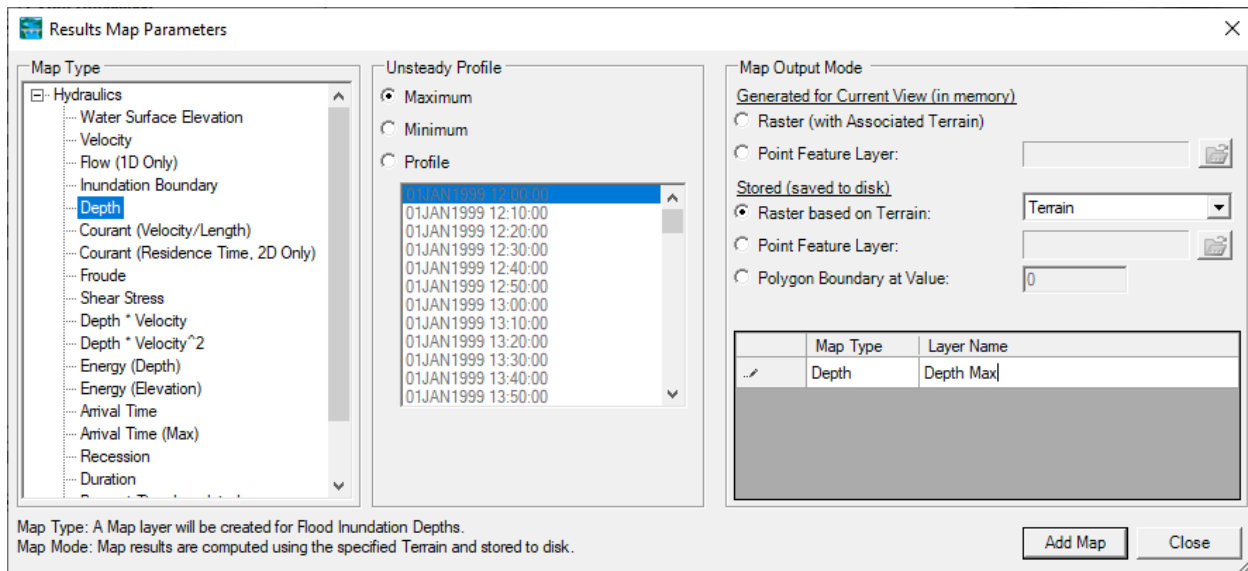 Results Map Parameters
Map Type
Hydraulics
Water Surface Elevation
Velocity
Flow (1D Only)
Inundation Boundary
Depth
Courant (Velocity/Length)
Courant (Residence Time, 2D Only)
Froude
Shear Stress
Depth * Velocity
Depth * Velocity^2
Energy (Depth)
Energy (Elevation)
Arrival Time
Arrival Time (Max)
Recession
Duration
Unsteady Profile
Maximum
Minimum
Profile
01JAN1999 12:00:00
01JAN1999 12:10:00
01JAN1999 12:20:00
01JAN1999 12:30:00
01JAN1999 12:40:00
01JAN1999 12:50:00
01JAN1999 13:00:00
01JAN1999 13:10:00
01JAN1999 13:20:00
01JAN1999 13:30:00
01JAN1999 13:40:00
01JAN1999 13:50:00
Map Output Mode
Generated for Current View (in memory)
Raster (with Associated Terrain)
Point Feature Layer:
Stored (saved to disk)
Raster based on Terrain: Terrain
Point Feature Layer:
Polygon Boundary at Value: 0
Map Type Layer Name
Depth Depth Max
Map Type: A Map layer will be created for Flood Inundation Depths.
Map Mode: Map results are computed using the specified Terrain and stored to disk.
Add Map Close